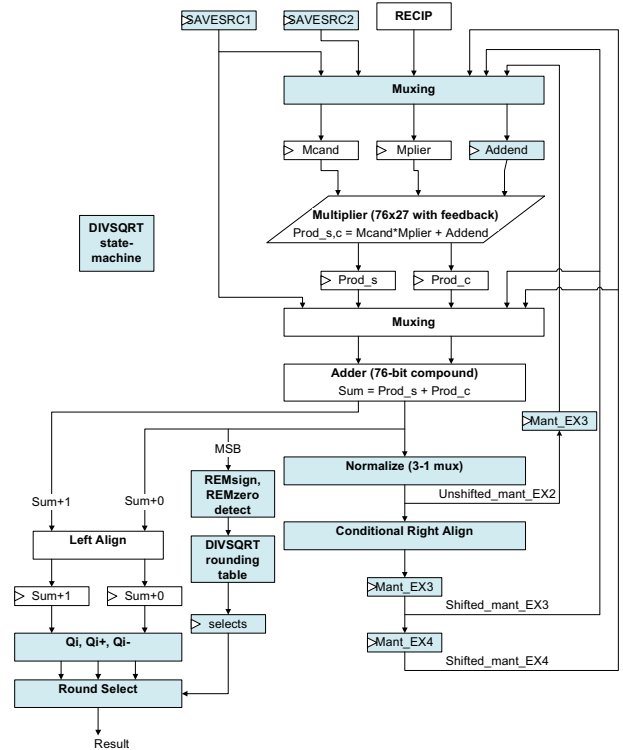 SAVESRC1
SAVESRC2
RECIP
Muxing
Mcand
Mplier
Addend
Multiplier (76x27 with feedback)
Prod_s,c = Mcand*Mplier + Addend
DIVSQRT
state-
machine
Prod_s
Prod_c
Muxing
Adder (76-bit compound)
Sum = Prod_s + Prod_c
Mant_EX3
MSB
Normalize (3-1 mux)
REMsign,
REMzero
detect
Unshifted_mant_EX2
Sum+1
Sum+0
Left Align
DIVSQRT
rounding
table
Conditional Right Align
Mant_EX3
Sum+1
Sum+0
Shifted_mant_EX3
selects
Mant_EX4
Qi, Qi+, Qi-
Shifted_mant_EX4
Round Select
Result